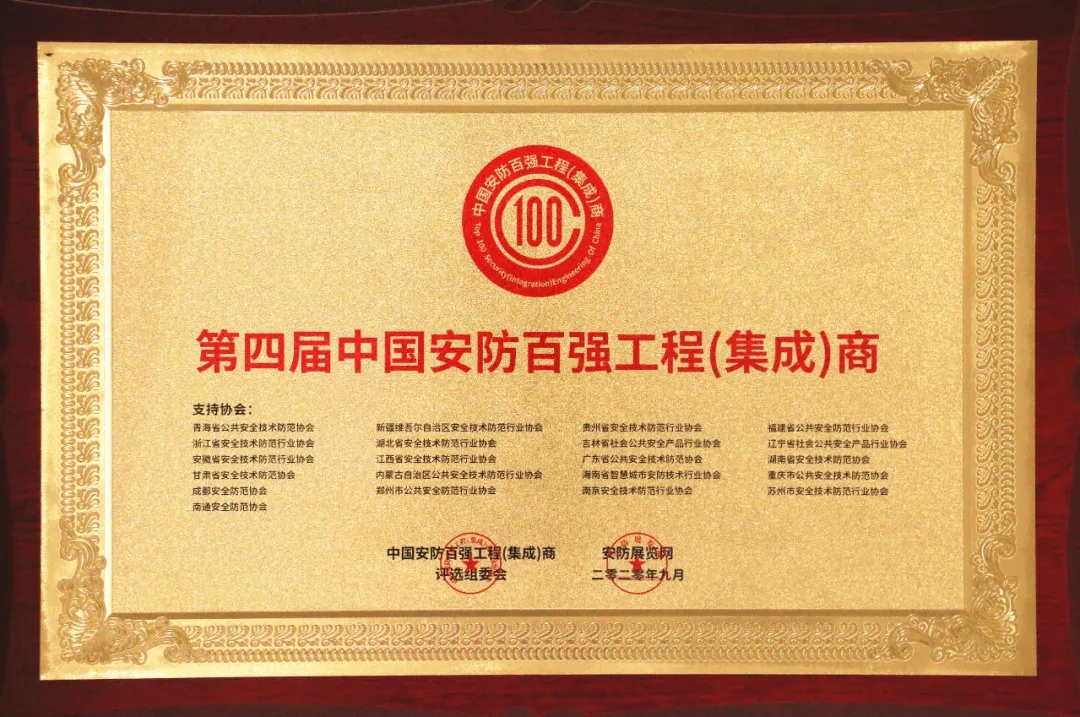 中国安防百强工程(集成)商
100
Top 100 Security(Integration)Engineering Of China
第四届中国安防百强工程(集成)商
支持协会：
青海省公共安全技术防范协会 新疆维吾尔自治区安全技术防范行业协会 贵州省安全技术防范行业协会 福建省公共安全防范行业协会
浙江省安全技术防范行业协会 湖北省安全技术防范行业协会 吉林省社会公共安全产品行业协会 辽宁省社会公共安全产品行业协会
安徽省安全技术防范行业协会 江西省安全技术防范行业协会 广东省公共安全技术防范协会 湖南省安全技术防范协会
甘肃省安全技术防范协会 内蒙古自治区公共安全技术防范行业协会 海南省智慧城市安防技术行业协会 重庆市公共安全技术防范协会
成都安全防范协会 郑州市公共安全防范行业协会 南京安全技术防范行业协会 苏州市安全技术防范行业协会
南通安全防范协会
中国安防百强工程(集成)商 安防展览网
评选组委会 二零二零年九月